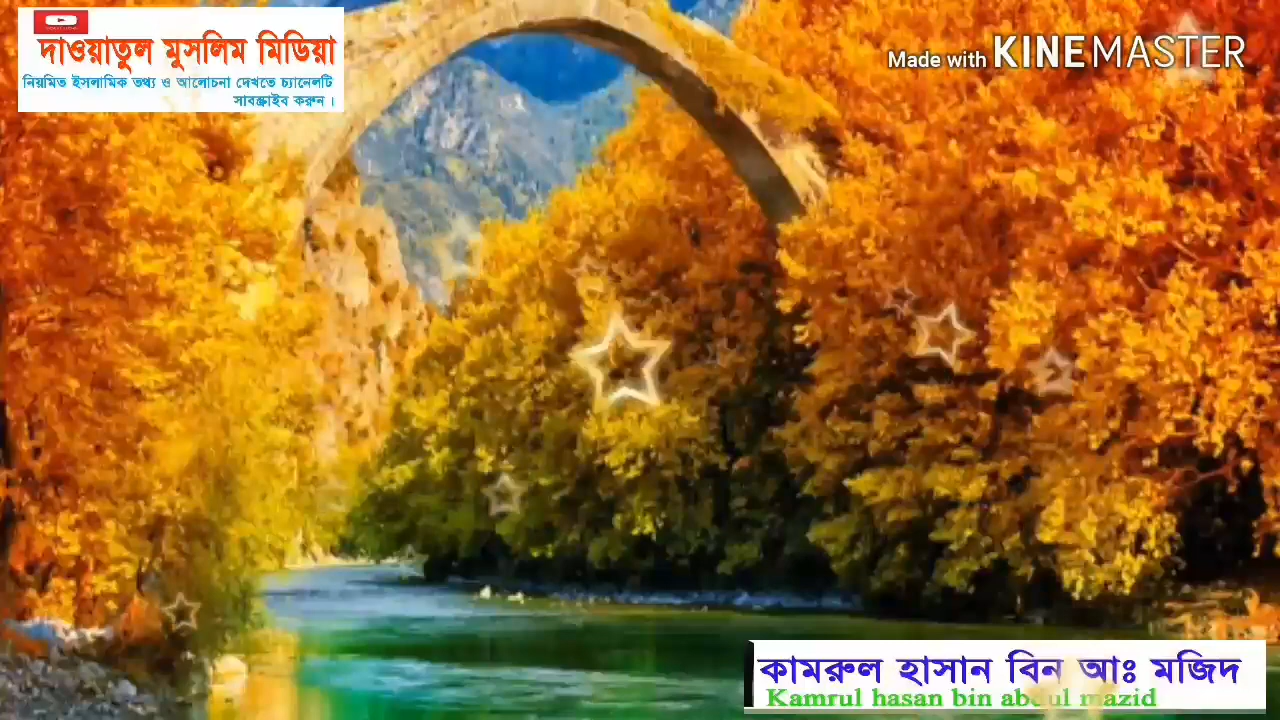 দাওয়াতুল মুসলিম মিডিয়া
নিয়মিত ইসলামিক তথ্য ও আলোচনা দেখতে চ্যানেলটি
সাবস্ক্রাইব করুন ।
Made with KINEMASTER
কামরুল হাসান বিন আঃ মজিদ
Kamrul hasan bin abdul mazid